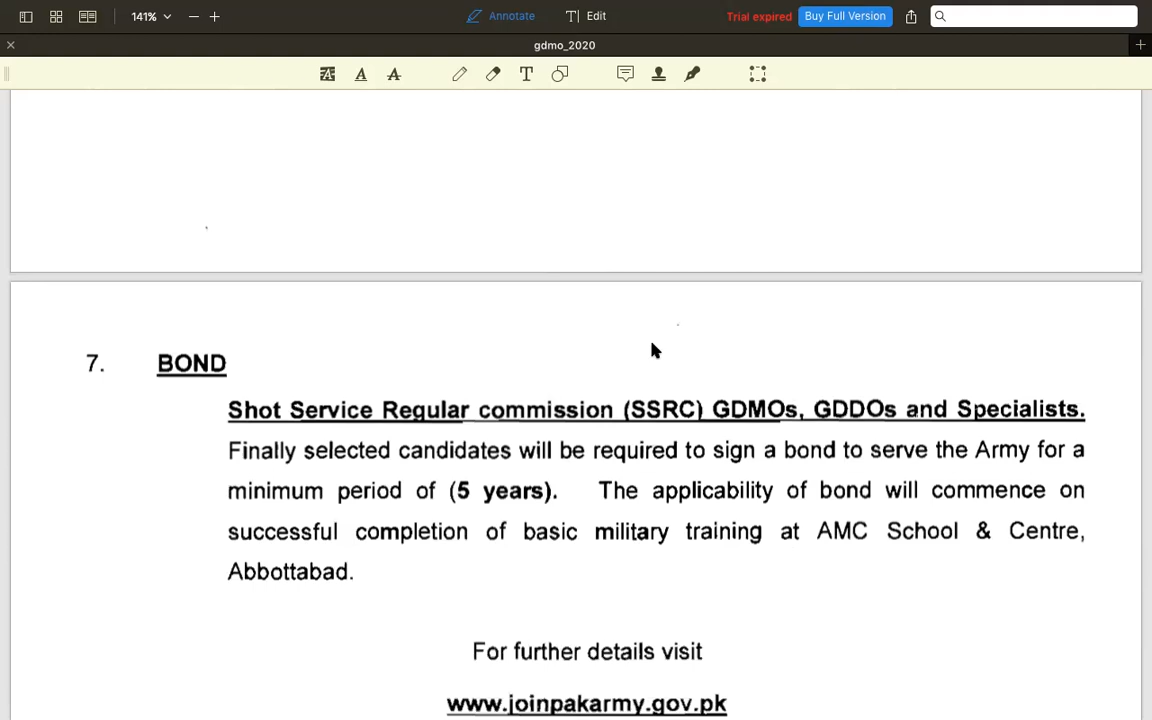 141%
Annotate
T Edit
Trial expired
Buy Full Version
gdmo_2020
A A A T
7. BOND
Shot Service Regular commission (SSRC) GDMOs, GDDOs and Specialists.
Finally selected candidates will be required to sign a bond to serve the Army for a
minimum period of (5 years). The applicability of bond will commence on
successful completion of basic military training at AMC School & Centre,
Abbottabad.
For further details visit
www.joinpakarmy.gov.pk